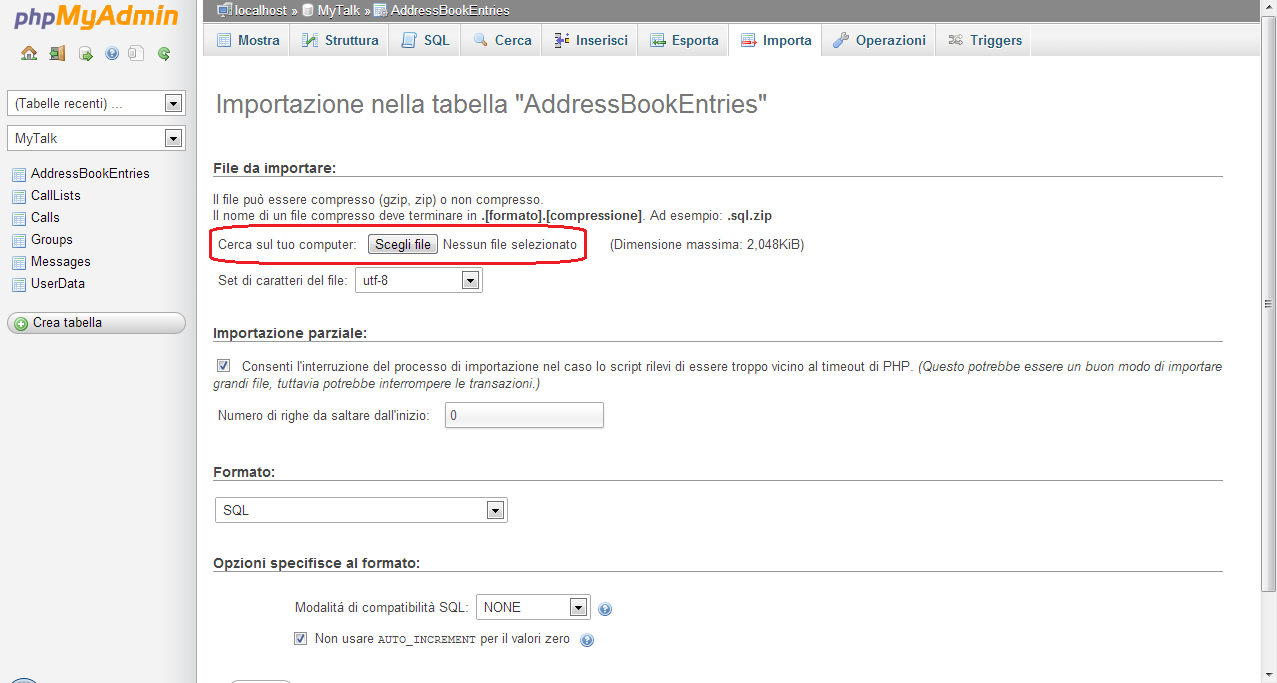 phpMyAdmin
(Tabelle recenti) ...
MyTalk
AddressBookEntries
CallLists
Calls
Groups
Messages
UserData
Crea tabella
localhost » MyTalk » AddressBookEntries
Mostra Struttura SQL Cerca Inserisci Esporta Importa Operazioni Triggers
Importazione nella tabella "AddressBookEntries"
File da importare:
Il file può essere compresso (gzip, zip) o non compresso.
Il nome di un file compresso deve terminare in .[formato].[compressione]. Ad esempio: .sql.zip
Cerca sul tuo computer: Scegli file Nessun file selezionato (Dimensione massima: 2,048KiB)
Set di caratteri del file: utf-8
Importazione parziale:
Consenti l'interruzione del processo di importazione nel caso lo script rilevi di essere troppo vicino al timeout di PHP. (Questo potrebbe essere un buon modo di importare
grandi file, tuttavia potrebbe interrompere le transazioni.)
Numero di righe da saltare dall'inizio: 0
Formato:
SQL
Opzioni specifisce al formato:
Modalitá di compatibilitá SQL: NONE
Non usare AUTO_INCREMENT per il valori zero